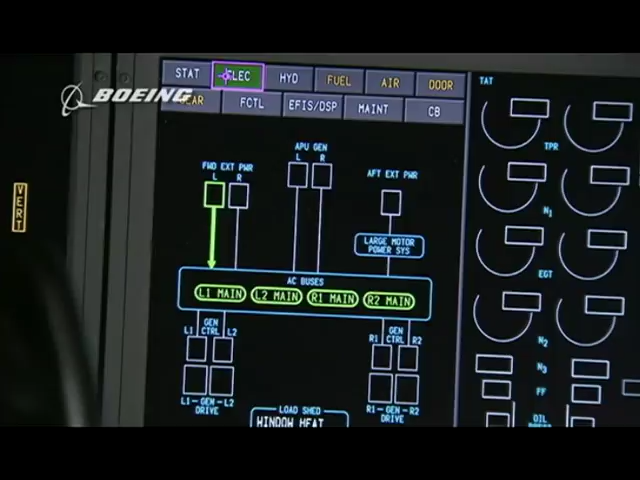 BOEING
STAT ELEC HYD FUEL AIR DOOR
GEAR FCTL EFIS/DSP MAINT CB
VERT
TAT
APU GEN
L R
FWD EXT PWR
L R
AFT EXT PWR
LARGE MOTOR
POWER SYS
AC BUSES
L1 MAIN L2 MAIN R1 MAIN R2 MAIN
L1 GEN CTRL L2
R1 GEN CTRL R2
L1 - GEN - L2
DRIVE
R1 - GEN - R2
DRIVE
LOAD SHED
WINDOW HEAT
TPR
N1
EGT
N2
N3
FF
OIL
PRESS